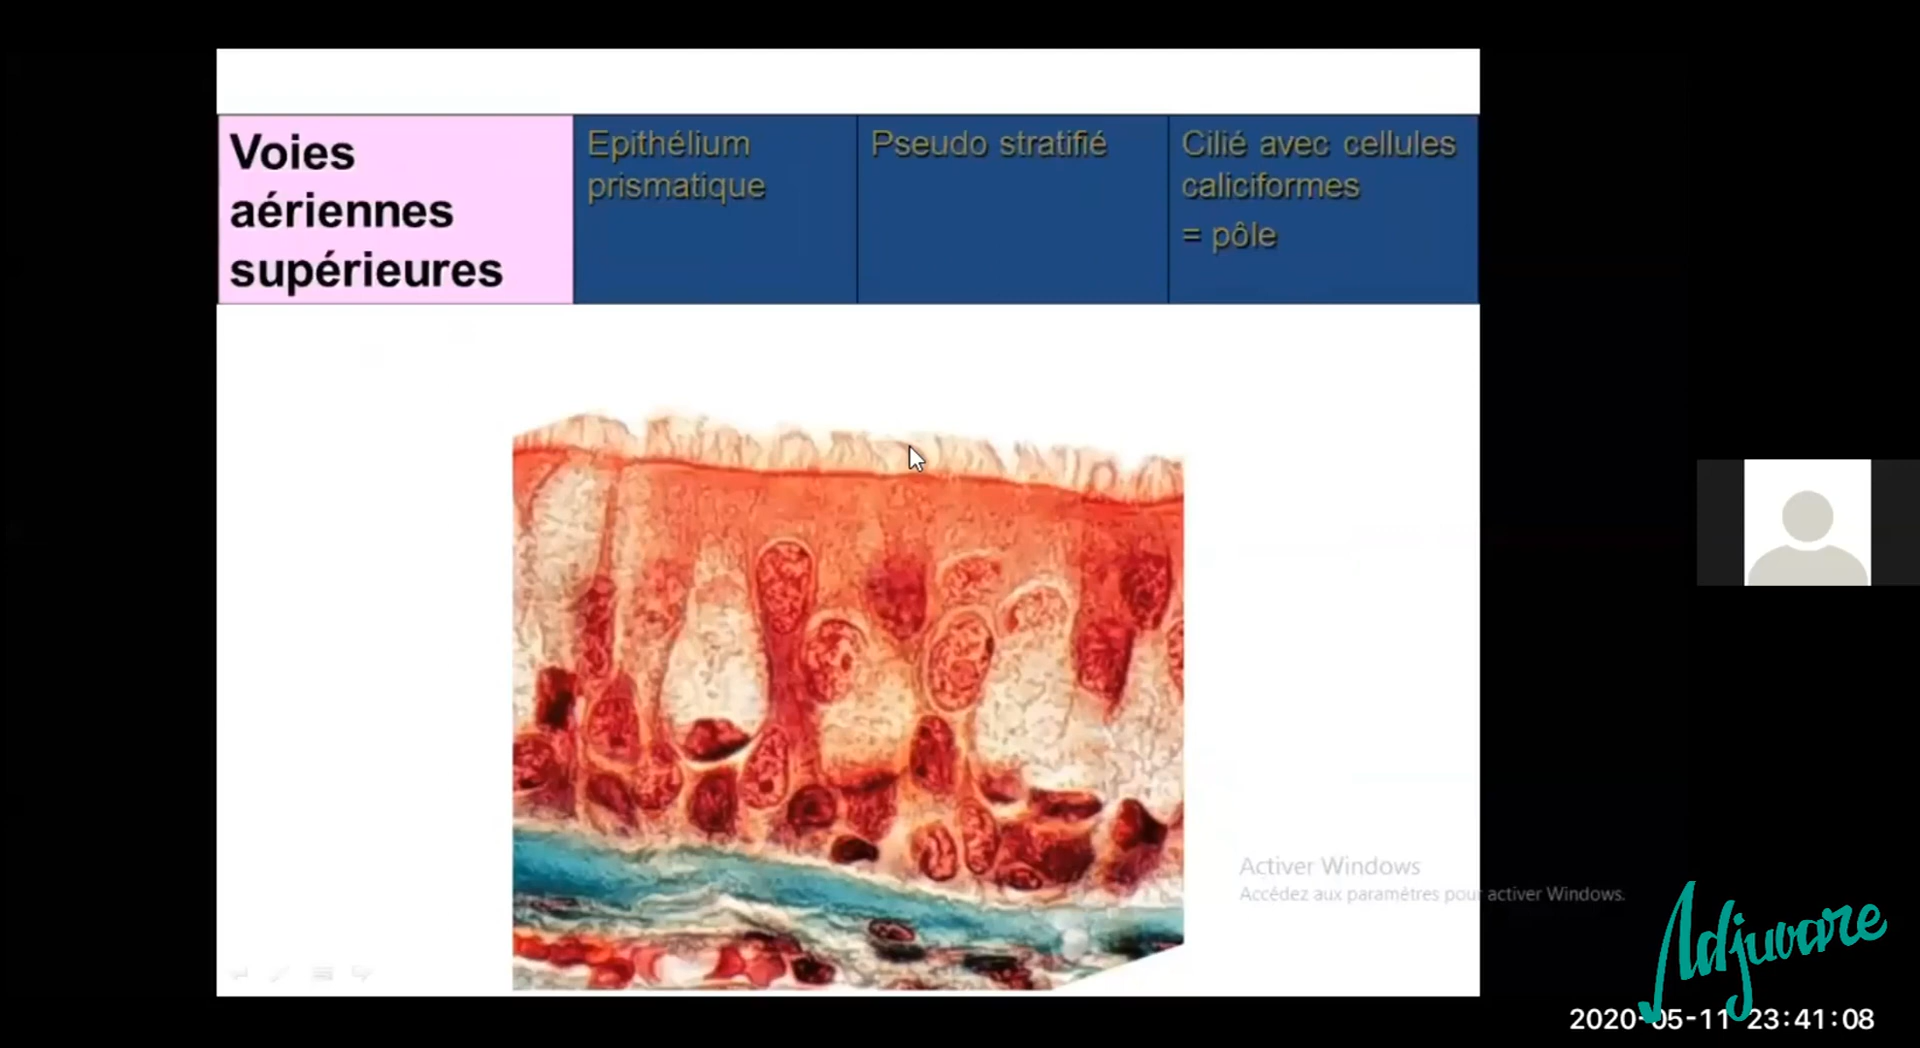 Voies
aériennes
supérieures
Epithélium
prismatique
Pseudo stratifié
Cilié avec cellules
caliciformes
= pôle
Activer Windows
Accédez aux paramètres pour activer Windows.
Adjuvare
2020-05-11 23:41:08